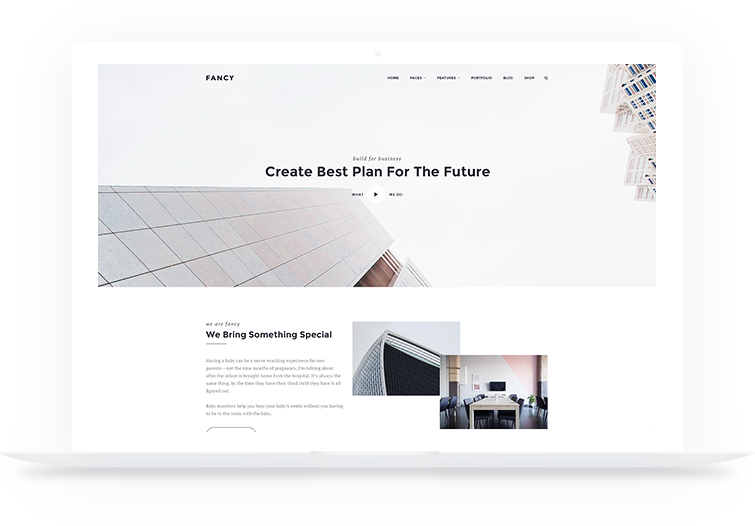 FANCY
HOME PAGES FEATURES PORTFOLIO BLOG SHOP
build for business
Create Best Plan For The Future
WHAT WE DO
we are fancy
We Bring Something Special
Having a baby can be a nerve wracking experience for new
parents – not the nine months of pregnancy, I'm talking about
after the infant is brought home from the hospital. It's always the
same thing, by the time they have their third child they have it all
figured out.
Baby monitors help you hear your baby's needs without you having
to be in the room with the baby.